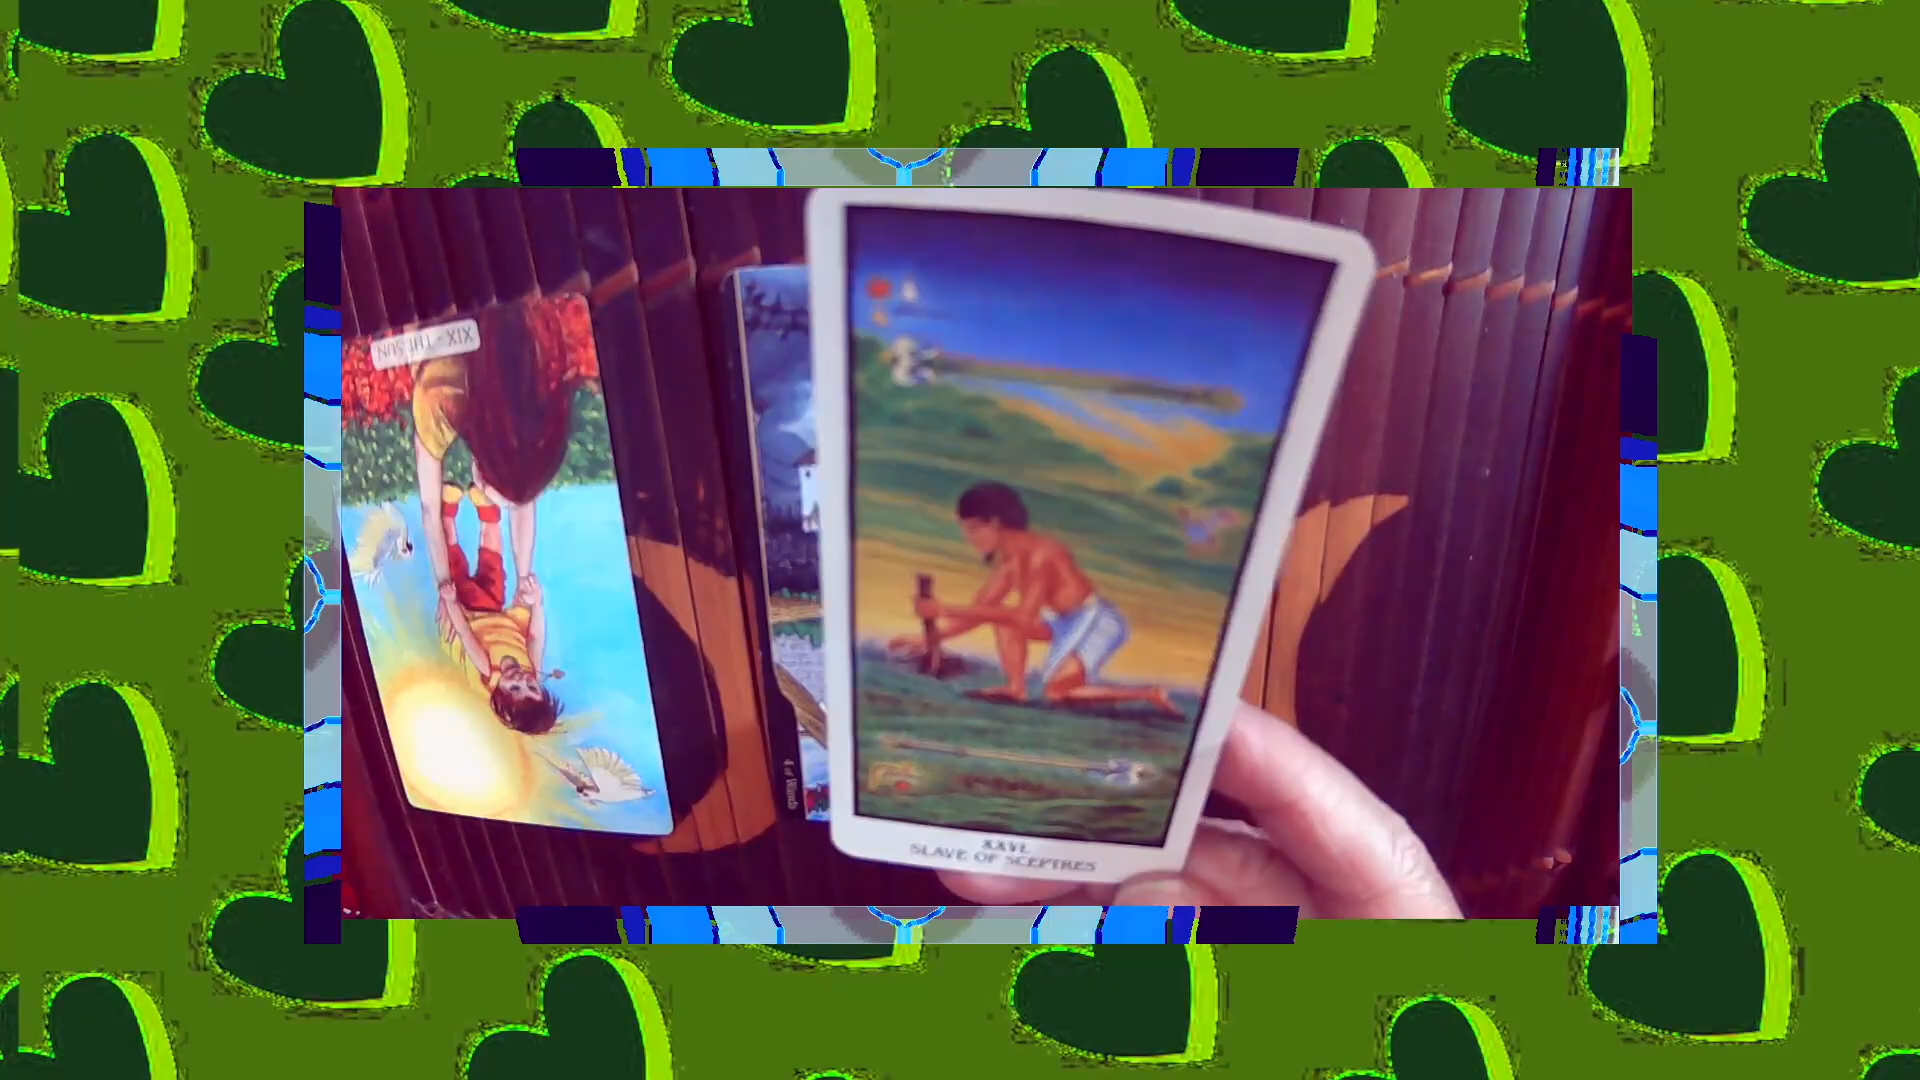 XIX - THE SUN
4 of Wands
XXVI
SLAVE OF SCEPTRES